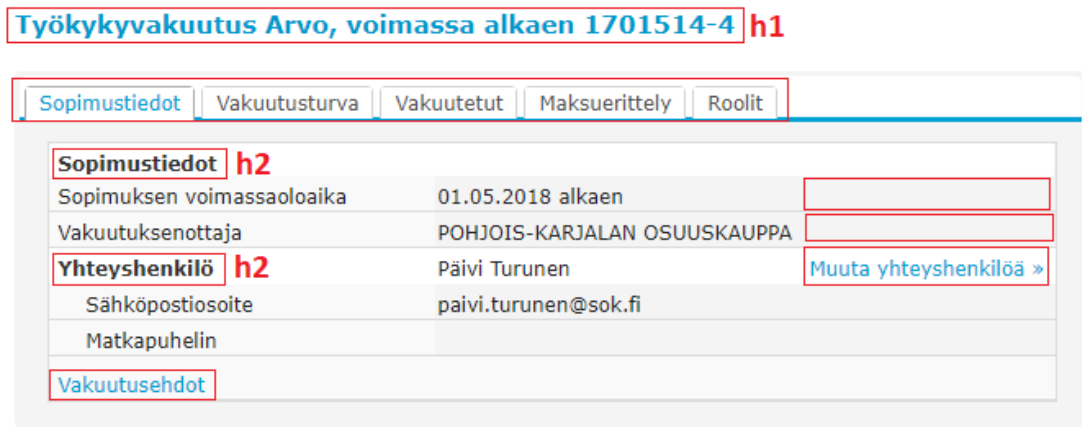 Työkykyvakuutus Arvo, voimassa alkaen 1701514-4 h1
Sopimustiedot Vakuutusturva Vakuutetut Maksuerittely Roolit
Sopimustiedot h2
Sopimuksen voimassaoloaika 01.05.2018 alkaen
Vakuutuksenottaja POHJOIS-KARJALAN OSUUSKAUPPA
Yhteyshenkilö h2 Päivi Turunen Muuta yhteyshenkilöä »
Sähköpostiosoite paivi.turunen@sok.fi
Matkapuhelin
Vakuutusehdot